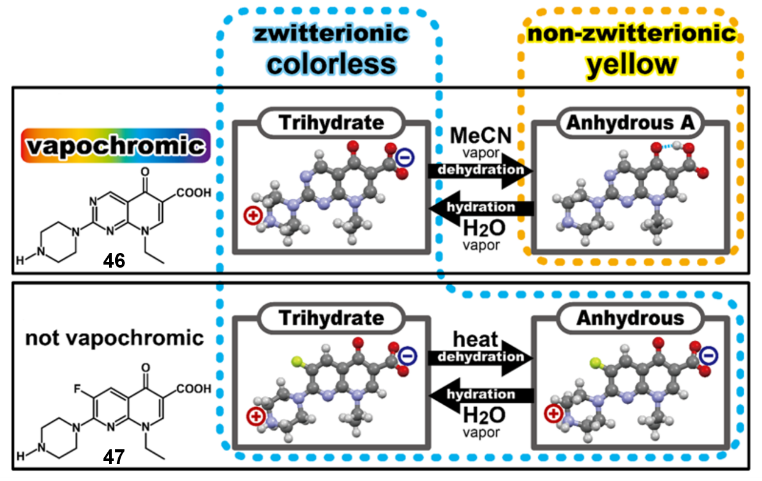 zwitterionic
colorless
non-zwitterionic
yellow
vapochromic
O
COOH
N
N
N
N
N
H
46
Trihydrate
MeCN
vapor
dehydration
hydration
H₂O
vapor
Anhydrous A
not vapochromic
O
F
COOH
N
N
N
N
H
47
Trihydrate
heat
dehydration
hydration
H₂O
vapor
Anhydrous